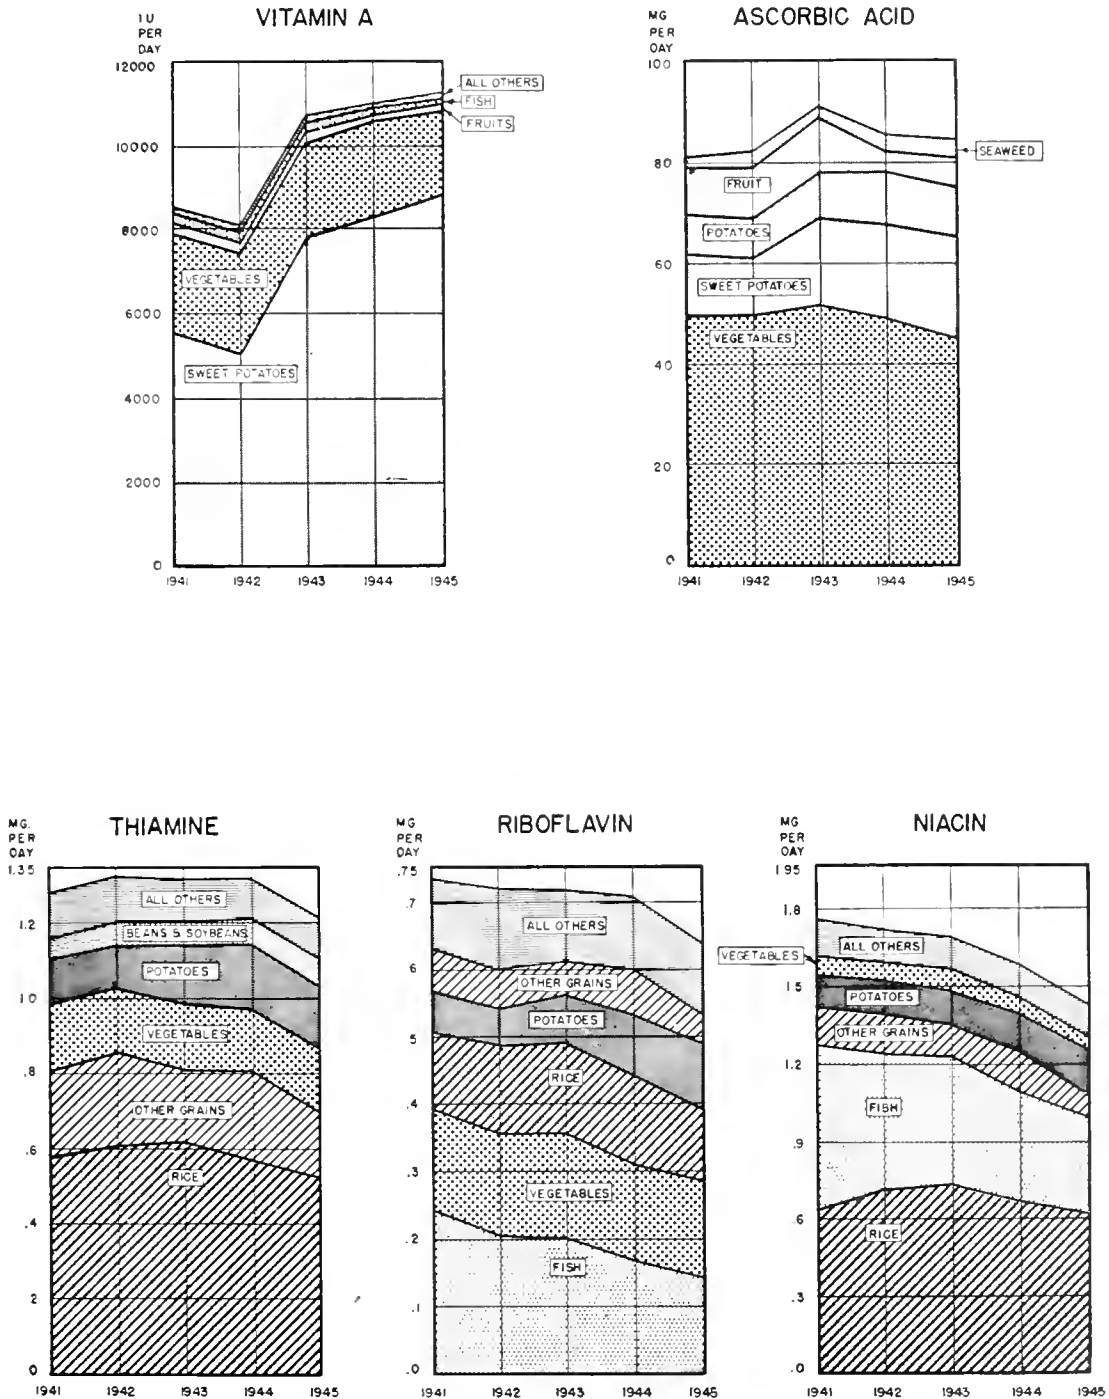 VITAMIN A
IU
PER
DAY
12000
10000
8000
6000
4000
2000
0
ALL OTHERS
FISH
FRUITS
VEGETABLES
SWEET POTATOES
1941 1942 1943 1944 1945
ASCORBIC ACID
MG
PER
DAY
100
80
60
40
20
0
SEAWEED
FRUIT
POTATOES
SWEET POTATOES
VEGETABLES
1941 1942 1943 1944 1945
THIAMINE
MG.
PER
DAY
1.35
1.2
1.0
.8
.6
.4
.2
0
ALL OTHERS
BEANS & SOYBEANS
POTATOES
VEGETABLES
OTHER GRAINS
RICE
1941 1942 1943 1944 1945
RIBOFLAVIN
MG
PER
DAY
.75
.7
.6
.5
.4
.3
.2
.1
.0
ALL OTHERS
OTHER GRAINS
POTATOES
RICE
VEGETABLES
FISH
1941 1942 1943 1944 1945
NIACIN
MG
PER
DAY
1.95
1.8
1.5
1.2
.9
.6
.3
.0
VEGETABLES
ALL OTHERS
POTATOES
OTHER GRAINS
FISH
RICE
1941 1942 1943 1944 1945